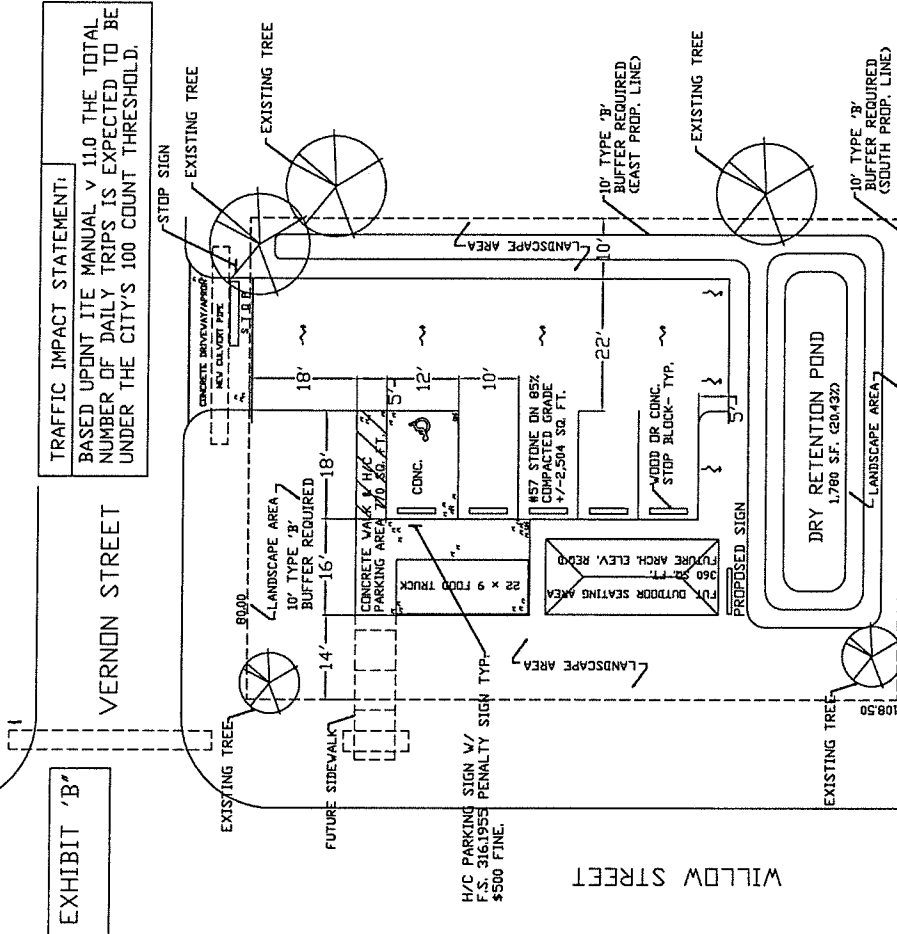 EXHIBIT 'B"
VERNON STREET
TRAFFIC IMPACT STATEMENT:
BASED UPONT ITE MANUAL v 11.0 THE TOTAL
NUMBER OF DAILY TRIPS IS EXPECTED TO BE
UNDER THE CITY'S 100 COUNT THRESHOLD.
STOP SIGN
EXISTING TREE
EXISTING TREE
CONCRETE DRIVEWAY/APRON
NEW CULVERT PIPE
STOP
80.00
LANDSCAPE AREA
10' TYPE 'B'
BUFFER REQUIRED
EXISTING TREE
FUTURE SIDEWALK
14'
16'
18'
18'
5'
12'
10'
22'
10'
5'
CONCRETE WALK & H/C
PARKING AREA 770 SQ. FT.
CONC.
22 x 9 FOOD TRUCK
#57 STONE ON 85%
COMPACTED GRADE
+/-2,504 SQ. FT.
WOOD OR CONC.
STOP BLOCK- TYP.
FUT. OUTDOOR SEATING AREA
360 SQ. FT.
FUTURE ARCH. ELEV. REQ'D
PROPOSED SIGN
LANDSCAPE AREA
LANDSCAPE AREA
10' TYPE 'B'
BUFFER REQUIRED
(EAST PROP. LINE)
EXISTING TREE
10' TYPE 'B'
BUFFER REQUIRED
(SOUTH PROP. LINE)
DRY RETENTION POND
1,780 S.F. (20.43%)
LANDSCAPE AREA
H/C PARKING SIGN W/
F.S. 316.1955 PENALTY SIGN TYP.
$500 FINE.
EXISTING TREE
108.50
WILLOW STREET